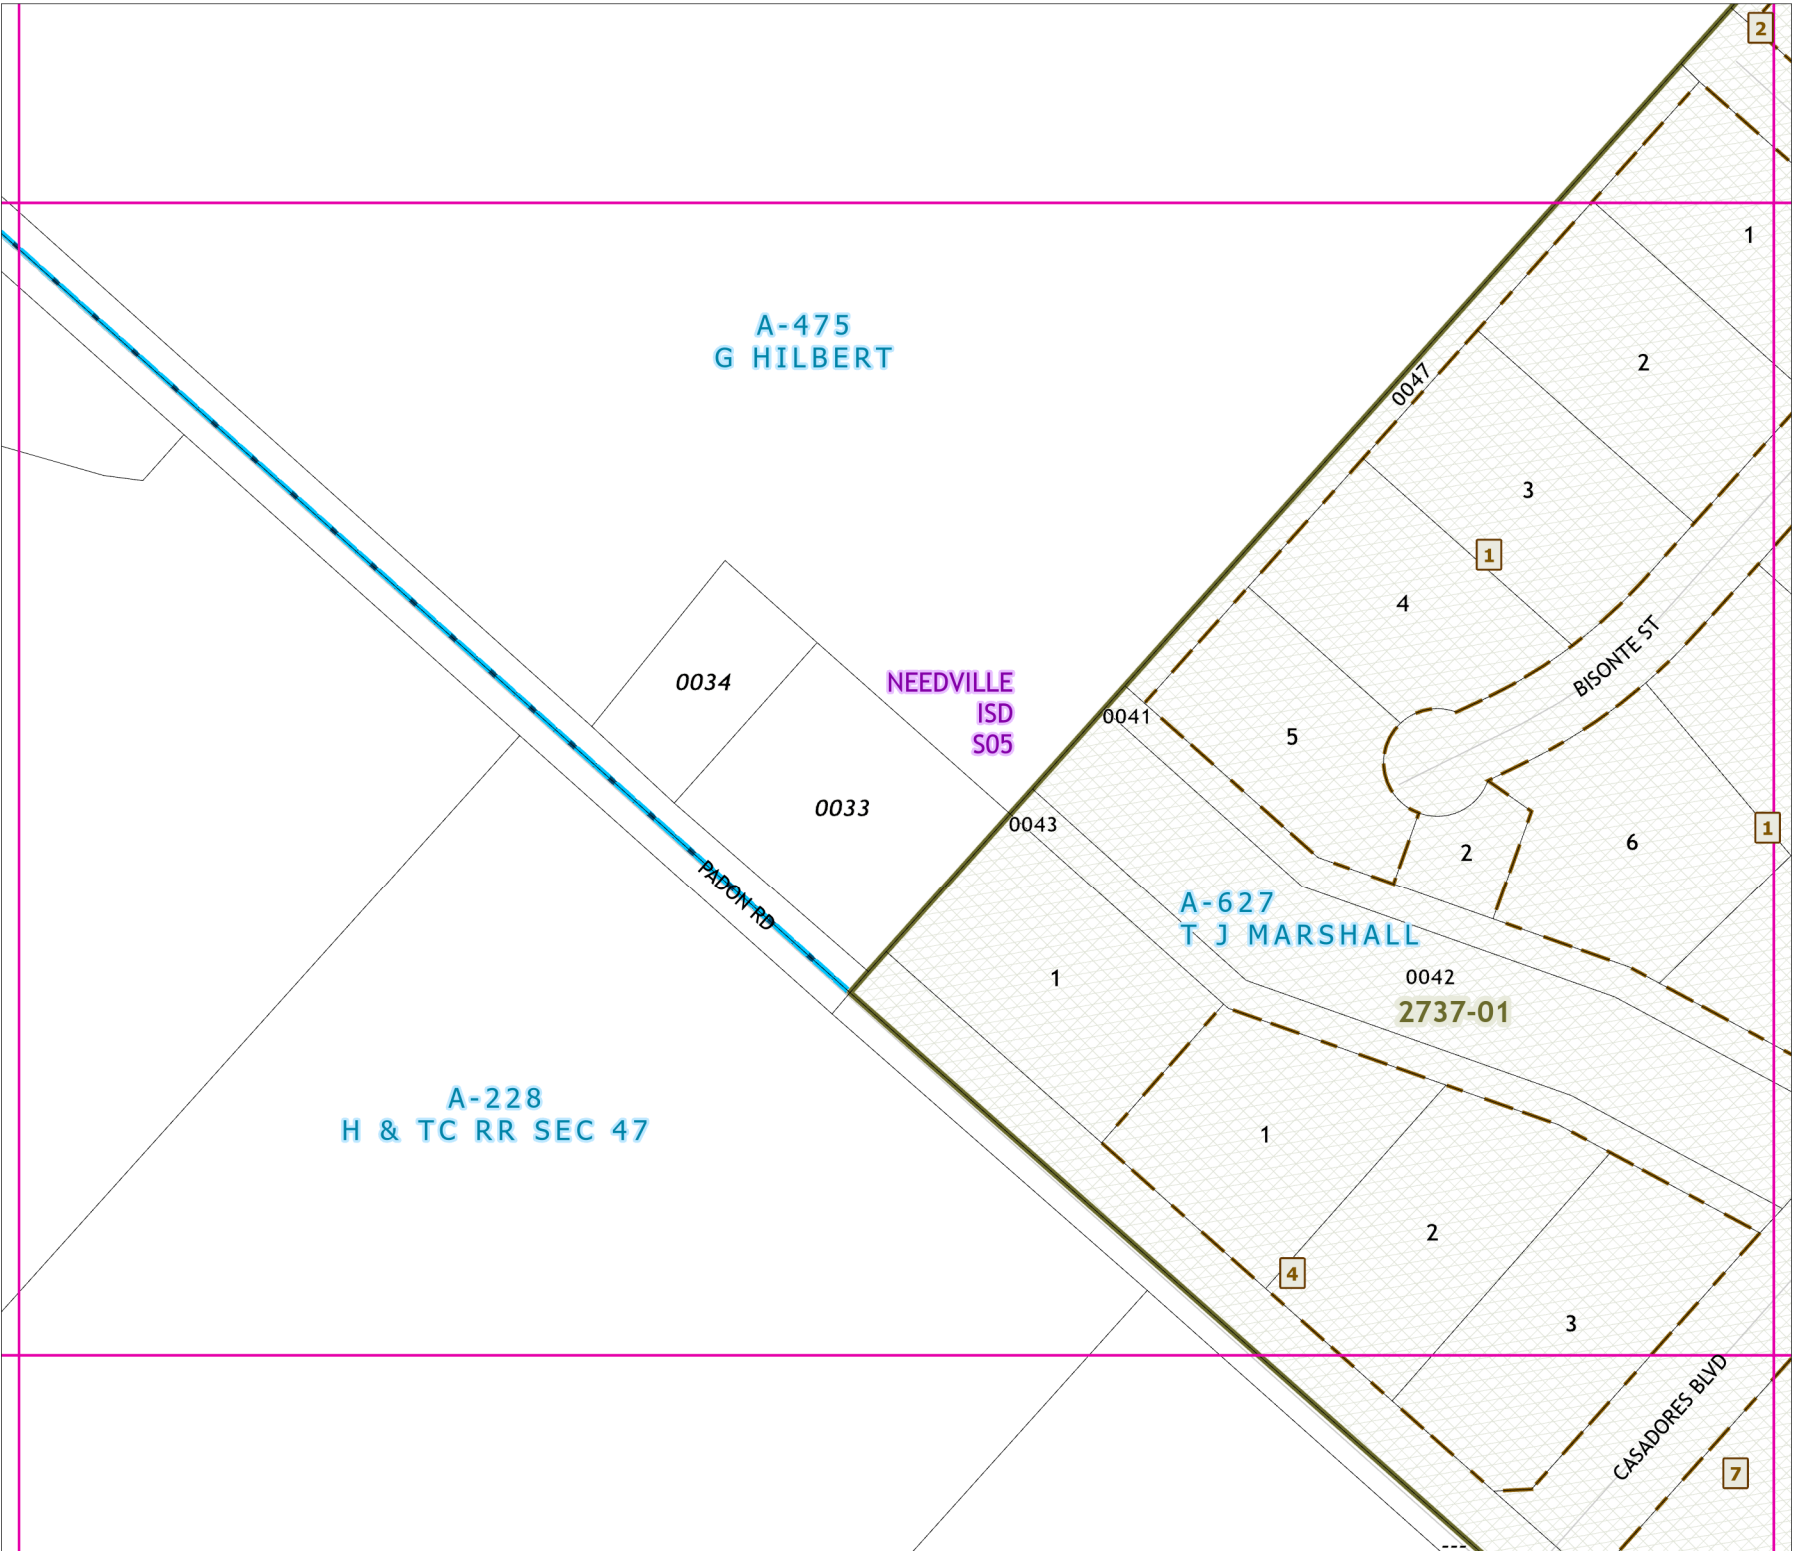 2
1
A-475
G HILBERT
2
0047
3
1
4
BISONTE ST
0034
NEEDVILLE
ISD
S05
0041
5
0033
0043
1
6
2
PADON RD
A-627
T J MARSHALL
1
0042
2737-01
A-228
H & TC RR SEC 47
1
2
4
3
CASADORES BLVD
7
---